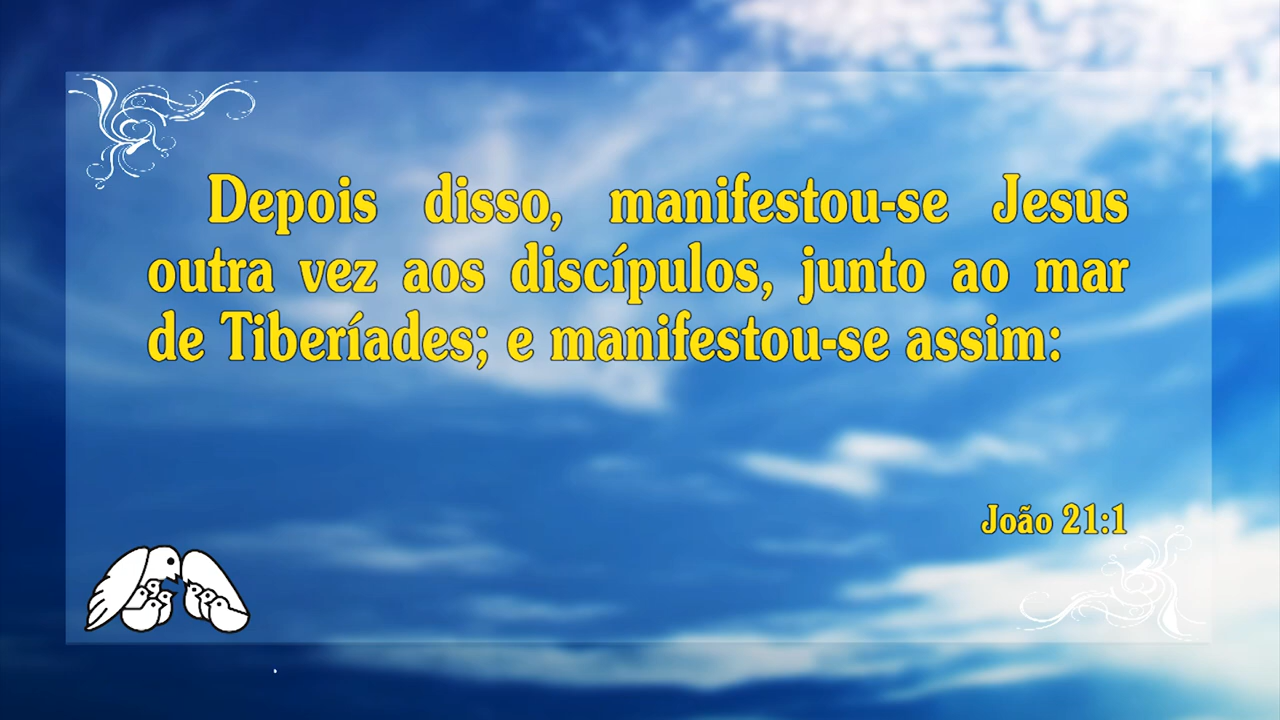 Depois disso, manifestou-se Jesus
outra vez aos discípulos, junto ao mar
de Tiberíades; e manifestou-se assim:
João 21:1